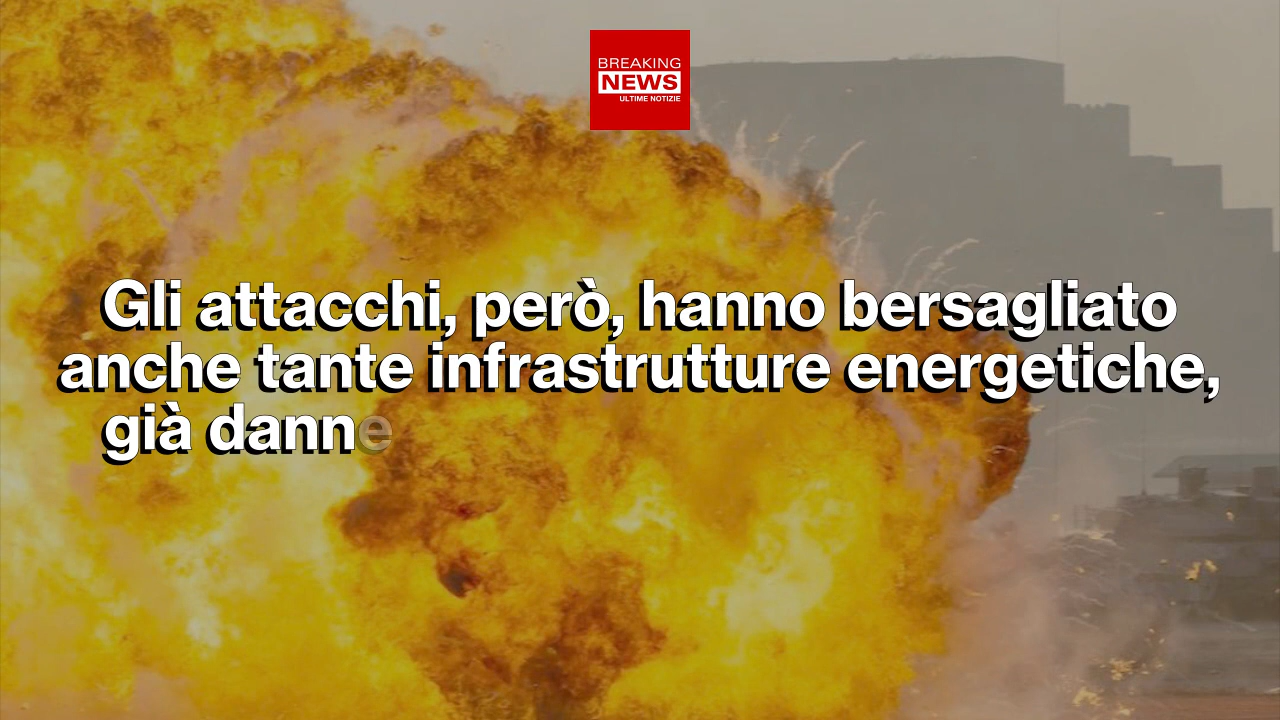 BREAKING
NEWS
ULTIME NOTIZIE
Gli attacchi, però, hanno bersagliato
anche tante infrastrutture energetiche,
già danne